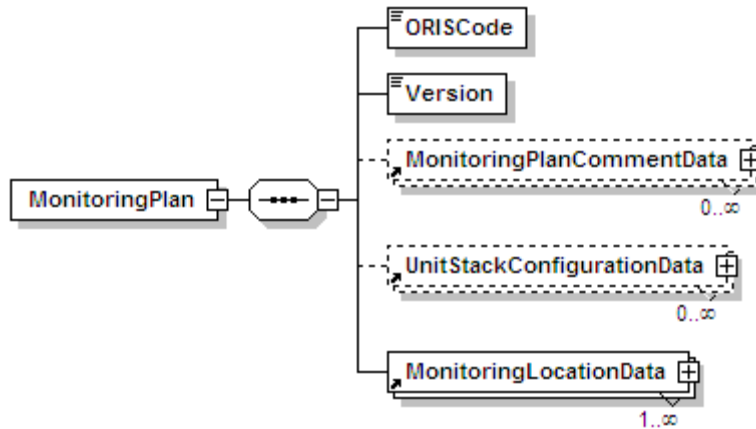 ORISCode
Version
MonitoringPlanCommentData
0..∞
MonitoringPlan
UnitStackConfigurationData
0..∞
MonitoringLocationData
1..∞